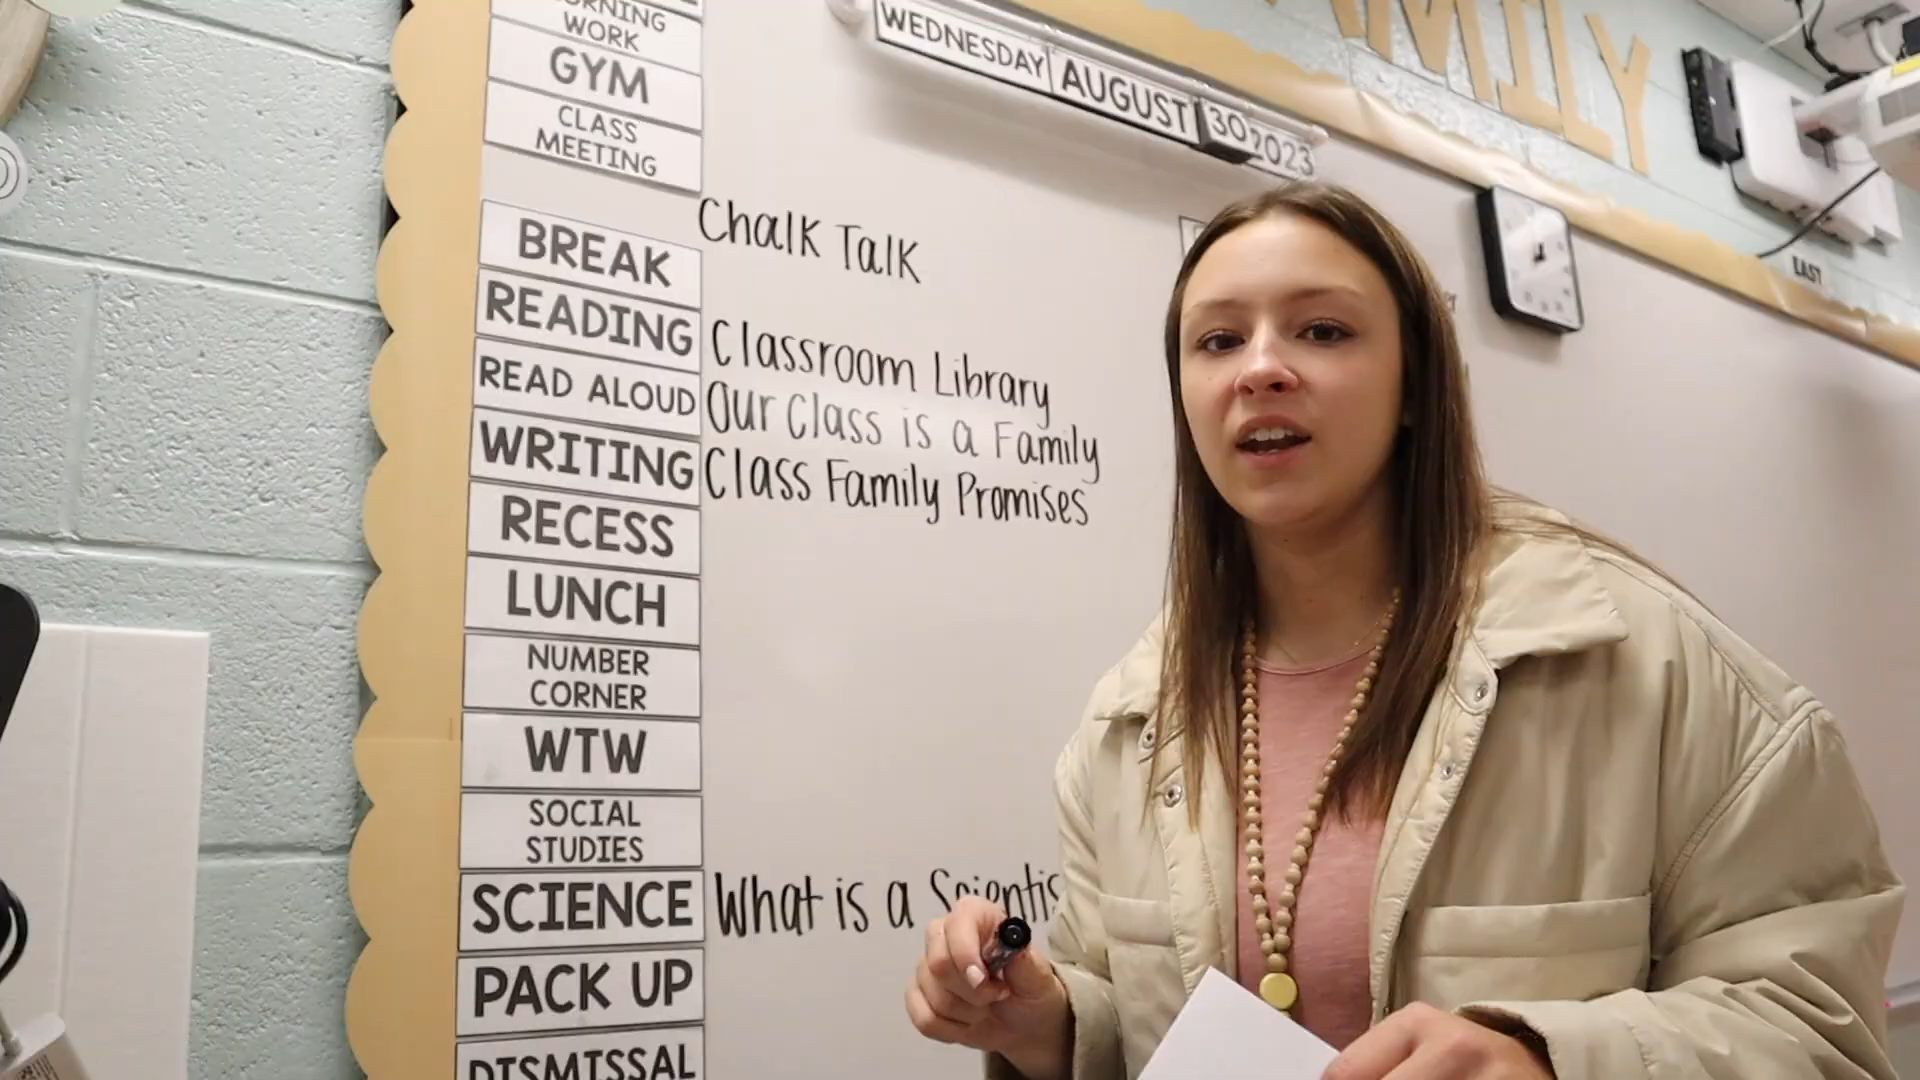 WORK
GYM
CLASS
MEETING
WEDNESDAY AUGUST 30 2023
EAST
Chalk Talk
BREAK
READING Classroom Library
READ ALOUD Our Class is a Family
WRITING Class Family Promises
RECESS
LUNCH
NUMBER
CORNER
WTW
SOCIAL
STUDIES
SCIENCE What is a Scientis
PACK UP
DISMISSAL